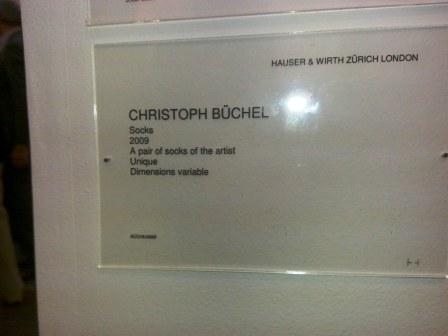 HAUSER & WIRTH ZÜRICH LONDON
CHRISTOPH BÜCHEL
Socks
2009
A pair of socks of the artist
Unique
Dimensions variable